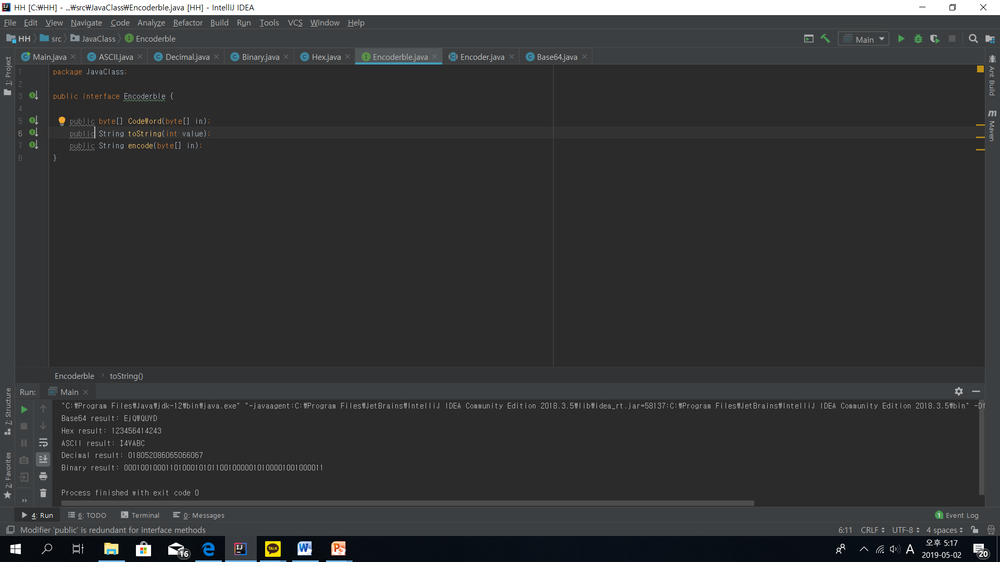 HH [C:\HH] - ...\src\JavaClass\Encoderble.java [HH] - IntelliJ IDEA
File Edit View Navigate Code Analyze Refactor Build Run Tools VCS Window Help
HH src JavaClass Encoderble Main
Main.java ASCII.java Decimal.java Binary.java Hex.java Encoderble.java Encoder.java Base64.java
1: Project
Ant Build
Maven
1 package JavaClass;
2
3 public interface Encoderble {
4
5 public byte[] CodeWord(byte[] in);
6 public String toString(int value);
7 public String encode(byte[] in);
8 }
Encoderble toString()
7: Structure
2: Favorites
Run: Main
"C:\Program Files\Java\jdk-12\bin\java.exe" "-javaagent:C:\Program Files\JetBrains\IntelliJ IDEA Community Edition 2018.3.5\lib\idea_rt.jar=58137:C:\Program Files\JetBrains\IntelliJ IDEA Community Edition 2018.3.5\bin" -Df
Base64 result: EjQWQUYD
Hex result: 123456414243
ASCII result: ↕4VABC
Decimal result: 018052086065066067
Binary result: 000100100011010001010110010000010100001001000011
Process finished with exit code 0
4: Run 6: TODO Terminal 0: Messages 1 Event Log
Modifier 'public' is redundant for interface methods 6:11 CRLF UTF-8 4 spaces
16 TALK A 오후 5:17
2019-05-02 20